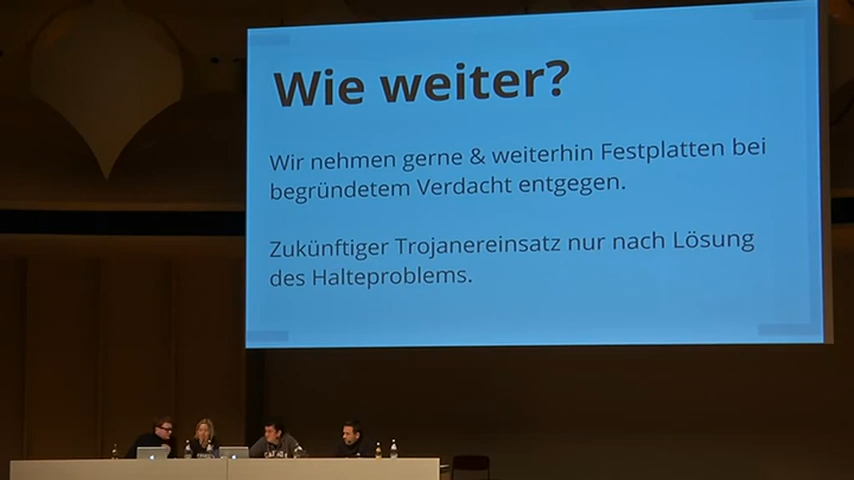 Wie weiter?
Wir nehmen gerne & weiterhin Festplatten bei
begründetem Verdacht entgegen.
Zukünftiger Trojanereinsatz nur nach Lösung
des Halteproblems.